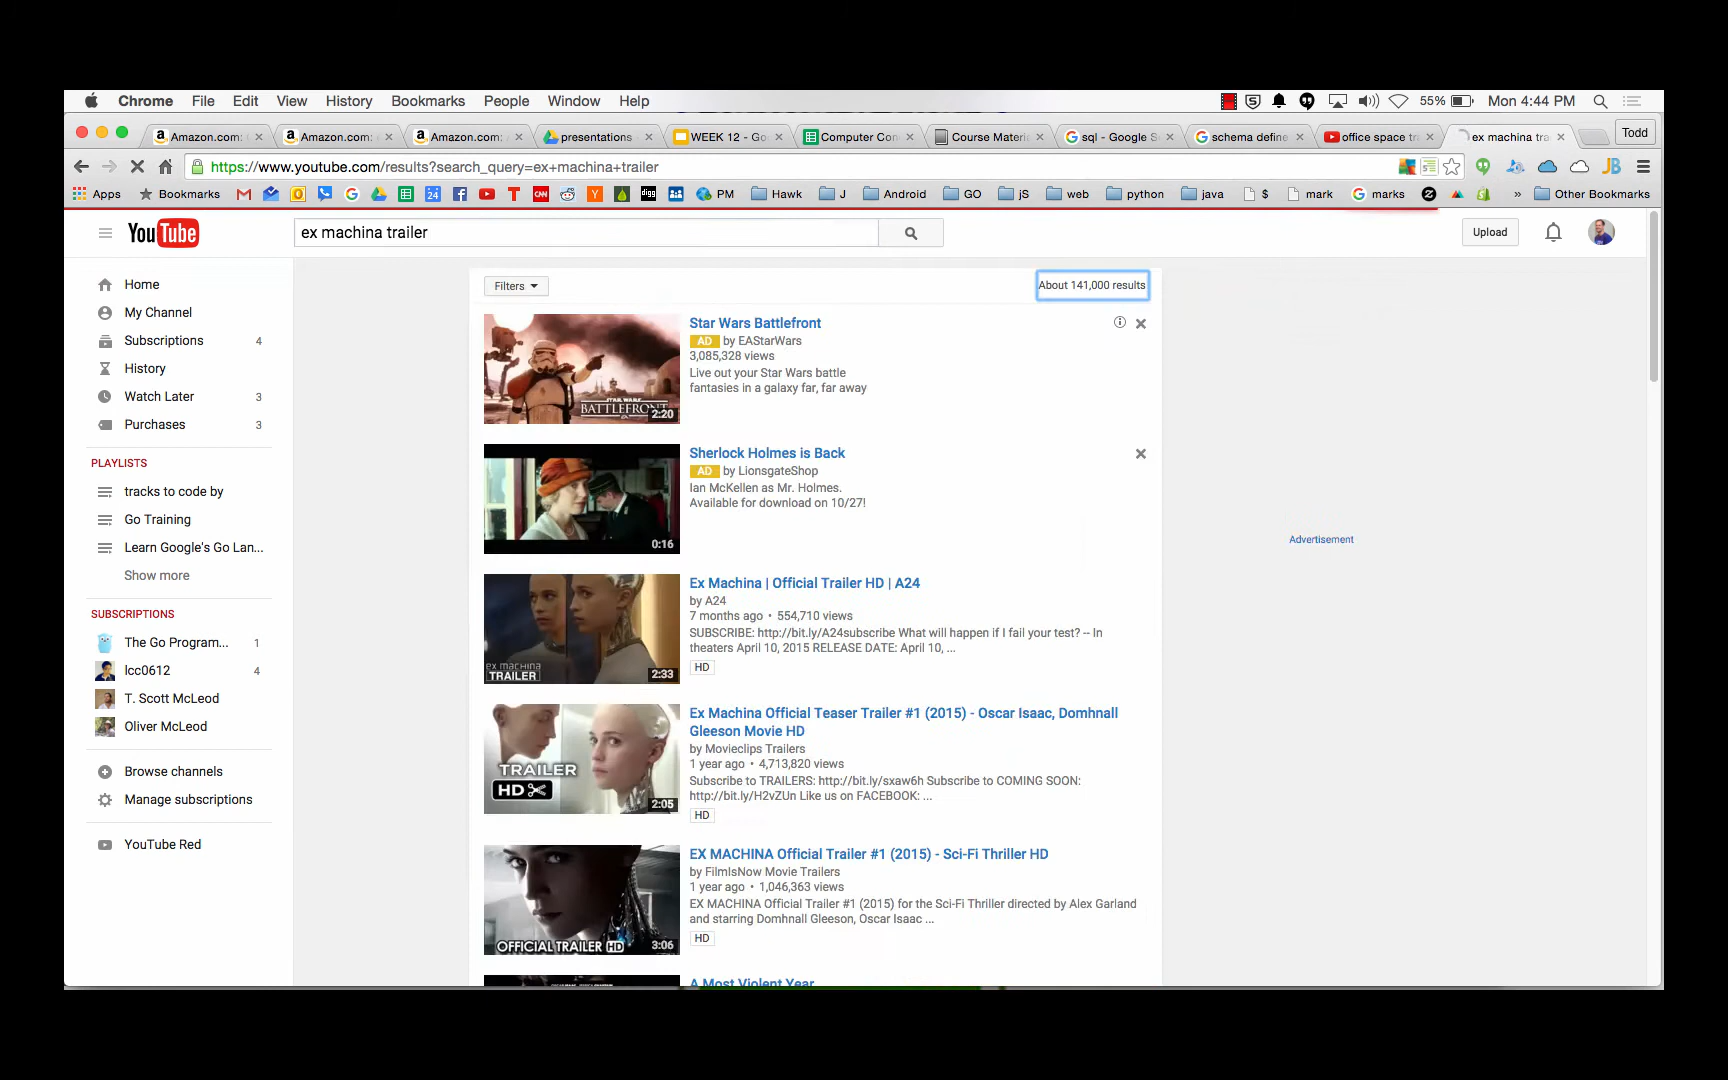 Chrome File Edit View History Bookmarks People Window Help 55% Mon 4:44 PM
Amazon.com: Amazon.com: Amazon.com: presentations WEEK 12 - Go Computer Con Course Materi sql - Google Se schema define office space tr ex machina tra Todd
https://www.youtube.com/results?search_query=ex+machina+trailer
Apps Bookmarks PM Hawk J Android GO jS web python java $ mark marks » Other Bookmarks
YouTube ex machina trailer Upload
Home
My Channel
Subscriptions 4
History
Watch Later 3
Purchases 3
PLAYLISTS
tracks to code by
Go Training
Learn Google's Go Lan...
Show more
SUBSCRIPTIONS
The Go Program... 1
lcc0612 4
T. Scott McLeod
Oliver McLeod
Browse channels
Manage subscriptions
YouTube Red
Filters About 141,000 results
STAR WARS
BATTLEFRONT
2:20
Star Wars Battlefront
AD by EAStarWars
3,085,328 views
Live out your Star Wars battle
fantasies in a galaxy far, far away
0:16
Sherlock Holmes is Back
AD by LionsgateShop
Ian McKellen as Mr. Holmes.
Available for download on 10/27!
ex machina
TRAILER
2:33
Ex Machina | Official Trailer HD | A24
by A24
7 months ago • 554,710 views
SUBSCRIBE: http://bit.ly/A24subscribe What will happen if I fail your test? -- In
theaters April 10, 2015 RELEASE DATE: April 10, ...
HD
TRAILER
HD
2:05
Ex Machina Official Teaser Trailer #1 (2015) - Oscar Isaac, Domhnall
Gleeson Movie HD
by Movieclips Trailers
1 year ago • 4,713,820 views
Subscribe to TRAILERS: http://bit.ly/sxaw6h Subscribe to COMING SOON:
http://bit.ly/H2vZUn Like us on FACEBOOK: ...
HD
OFFICIAL TRAILER HD
3:06
EX MACHINA Official Trailer #1 (2015) - Sci-Fi Thriller HD
by FilmIsNow Movie Trailers
1 year ago • 1,046,363 views
EX MACHINA Official Trailer #1 (2015) for the Sci-Fi Thriller directed by Alex Garland
and starring Domhnall Gleeson, Oscar Isaac ...
HD
A Most Violent Year
Advertisement